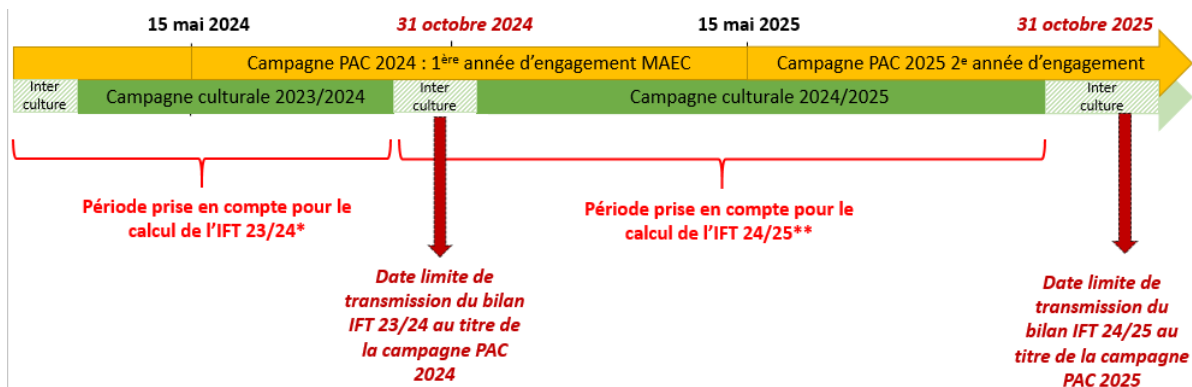 15 mai 2024
31 octobre 2024
15 mai 2025
31 octobre 2025
Campagne PAC 2024 : 1ère année d'engagement MAEC
Campagne PAC 2025 2e année d'engagement
Inter
culture
Campagne culturale 2023/2024
Inter
culture
Campagne culturale 2024/2025
Inter
culture
Période prise en compte pour le
calcul de l'IFT 23/24*
Période prise en compte pour le
calcul de l'IFT 24/25**
Date limite de
transmission du bilan
IFT 23/24 au titre de
la campagne PAC
2024
Date limite de
transmission du
bilan IFT 24/25 au
titre de la campagne
PAC 2025